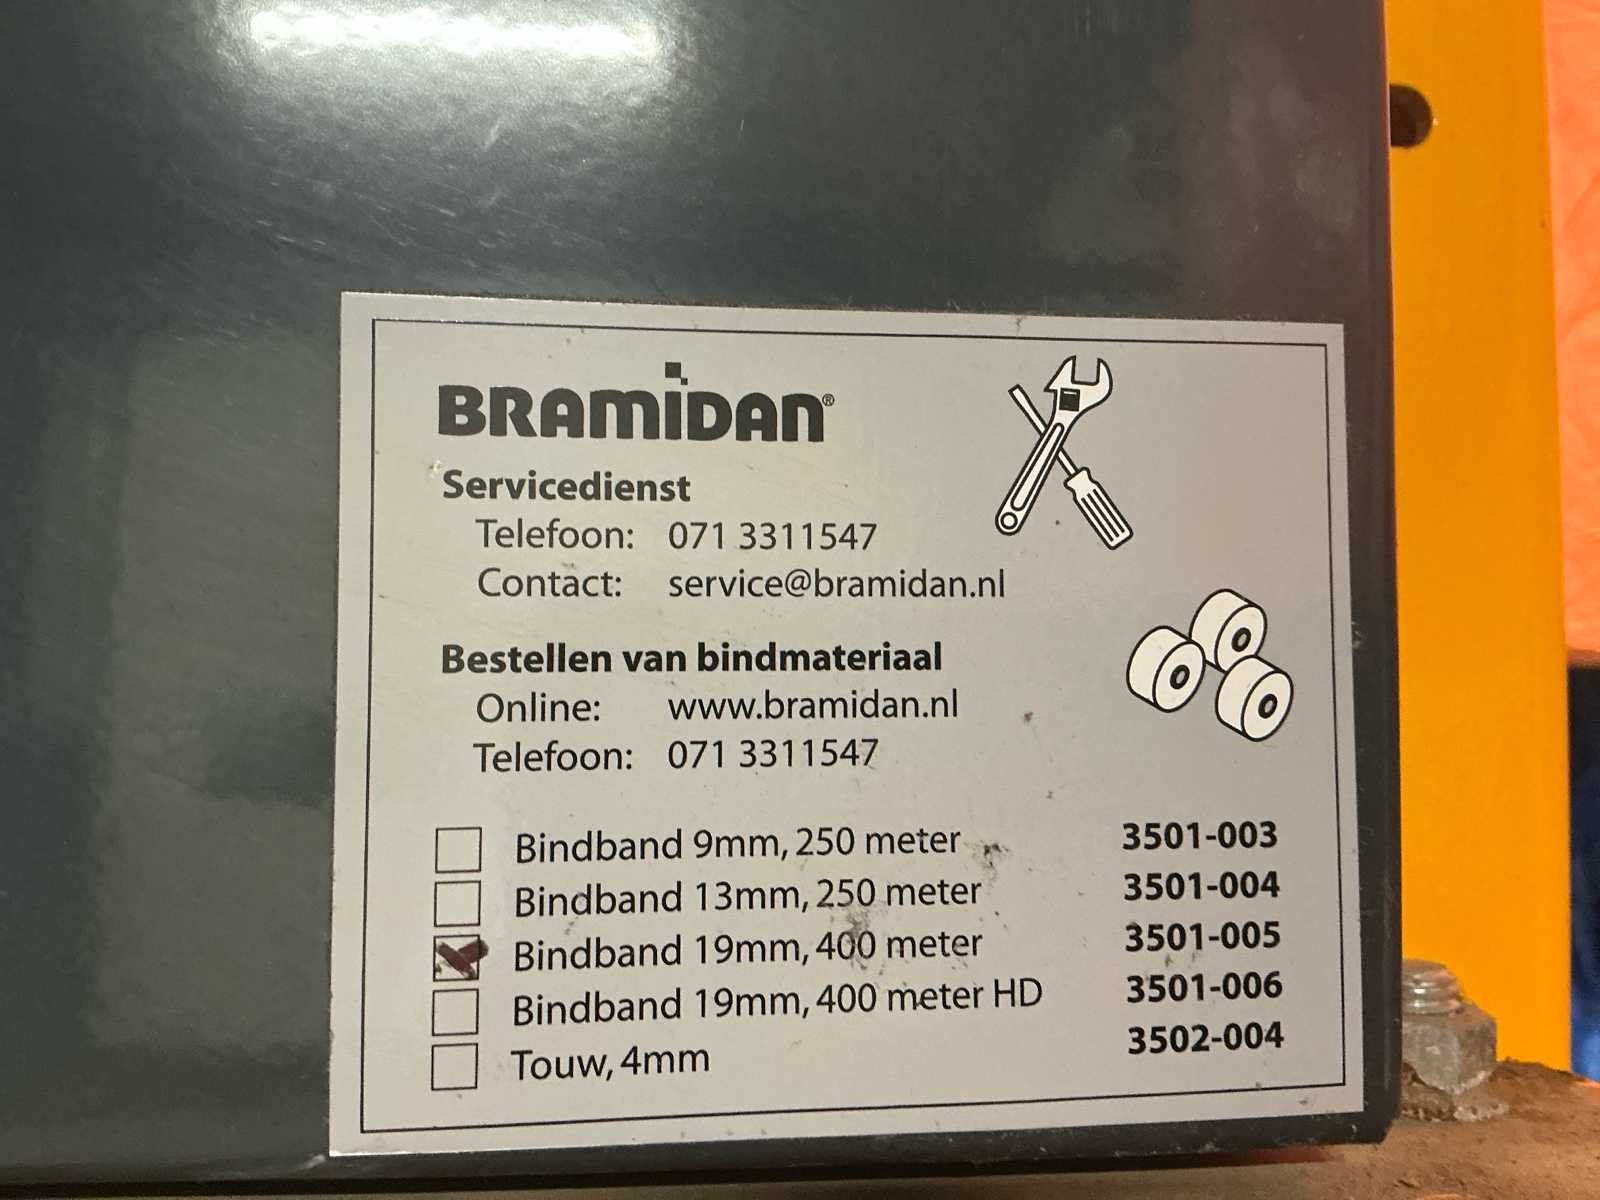 BRAMIDAN®
Servicedienst
Telefoon: 071 3311547
Contact: service@bramidan.nl
Bestellen van bindmateriaal
Online: www.bramidan.nl
Telefoon: 071 3311547
Bindband 9mm, 250 meter 3501-003
Bindband 13mm, 250 meter 3501-004
Bindband 19mm, 400 meter 3501-005
Bindband 19mm, 400 meter HD 3501-006
Touw, 4mm 3502-004